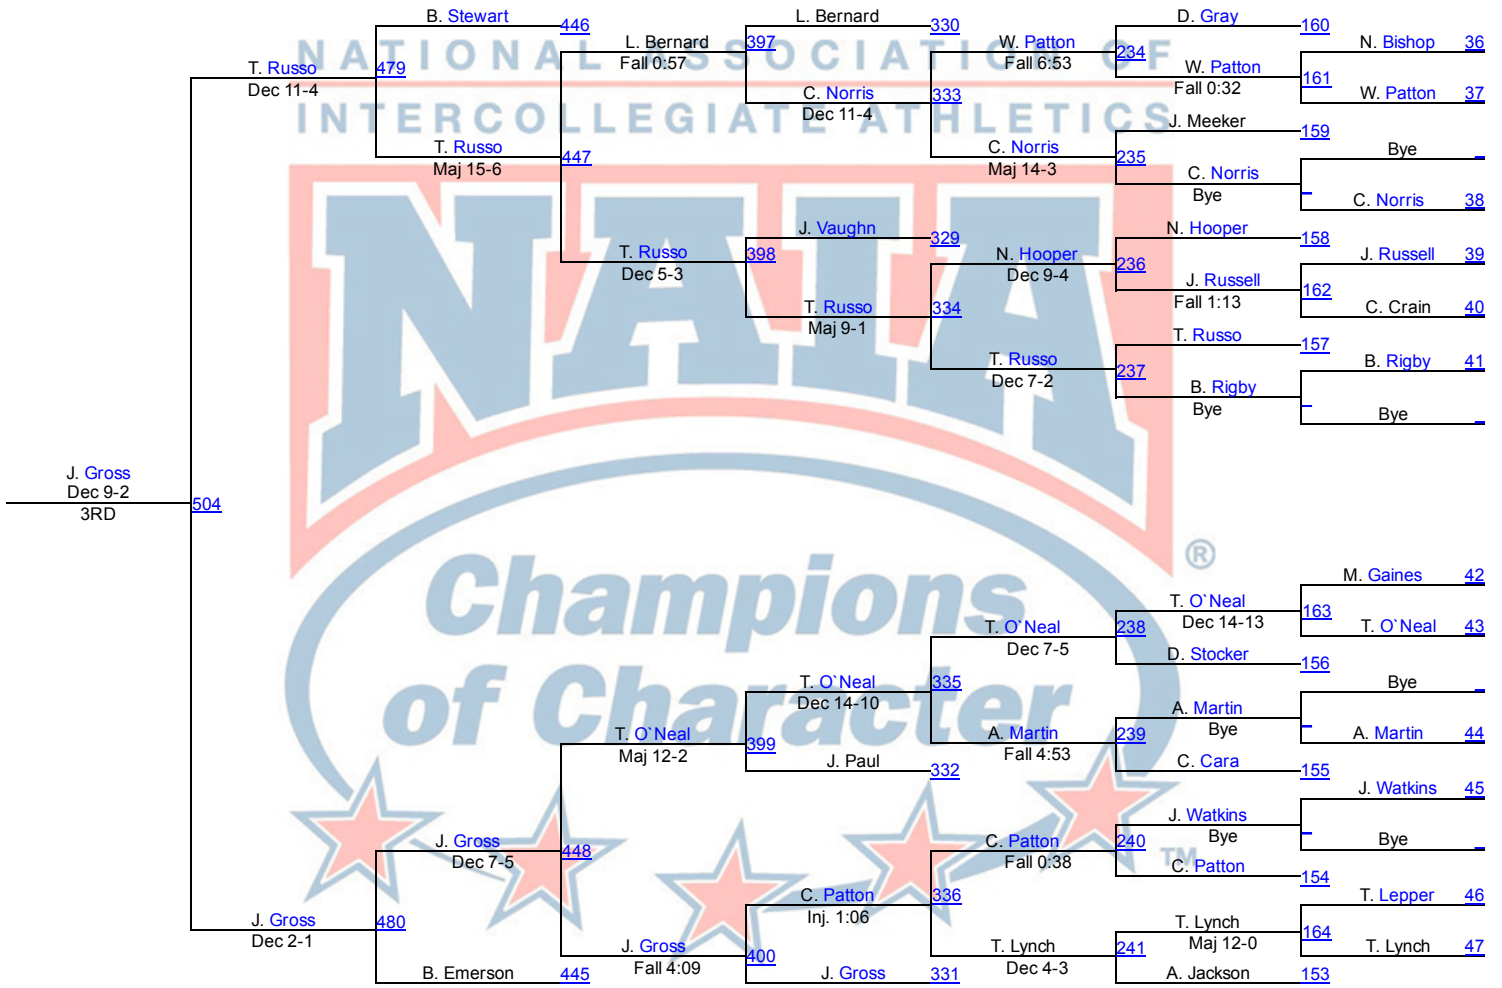 B. Stewart
446
L. Bernard
330
D. Gray
160
L. Bernard
397
W. Patton
234
N. Bishop 36
NATIONAL ASSOCIATION OF
Fall 0:57
Fall 6:53
T. Russo
479
W. Patton
161
Dec 11-4
Fall 0:32
C. Norris
333
W. Patton 37
Dec 11-4
INTERCOLLEGIATE ATHLETICS
J. Meeker
159
T. Russo
447
C. Norris
235
Bye
Maj 15-6
Maj 14-3
C. Norris
Bye
C. Norris 38
NAIA
J. Vaughn
329
N. Hooper
158
T. Russo
398
N. Hooper
236
J. Russell 39
Dec 5-3
Dec 9-4
J. Russell
162
Fall 1:13
T. Russo
334
C. Crain 40
Maj 9-1
T. Russo
157
T. Russo
237
B. Rigby 41
Dec 7-2
B. Rigby
Bye
Bye
J. Gross
Dec 9-2
504
3RD
®
Champions
of Character
TM
M. Gaines 42
T. O`Neal
163
Dec 14-13
T. O`Neal
238
T. O`Neal 43
Dec 7-5
D. Stocker
156
T. O`Neal
335
Bye
Dec 14-10
A. Martin
Bye
T. O`Neal
399
A. Martin
239
A. Martin 44
Maj 12-2
Fall 4:53
J. Paul
332
C. Cara
155
J. Watkins 45
J. Watkins
Bye
J. Gross
448
C. Patton
240
Bye
Dec 7-5
Fall 0:38
C. Patton
154
C. Patton
336
T. Lepper 46
Inj. 1:06
J. Gross
480
T. Lynch
164
Dec 2-1
Maj 12-0
J. Gross
400
T. Lynch
241
T. Lynch 47
Fall 4:09
Dec 4-3
B. Emerson
445
J. Gross
331
A. Jackson
153